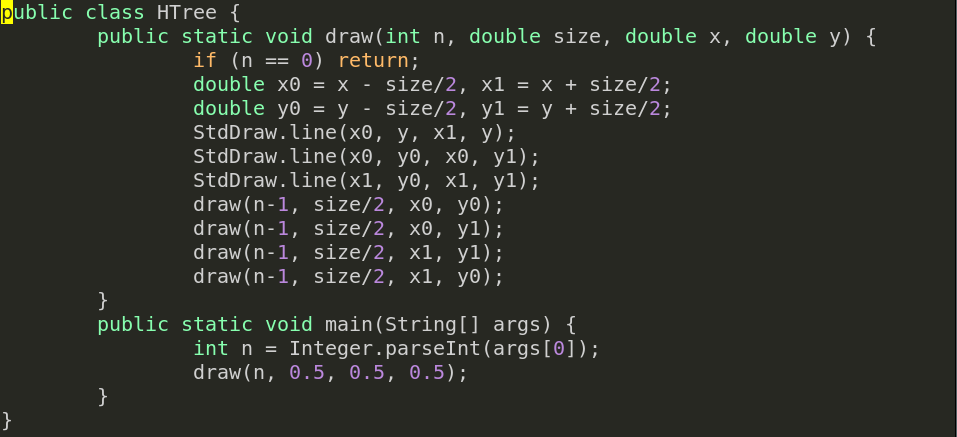 public class HTree {
        public static void draw(int n, double size, double x, double y) {
                if (n == 0) return;
                double x0 = x - size/2, x1 = x + size/2;
                double y0 = y - size/2, y1 = y + size/2;
                StdDraw.line(x0, y, x1, y);
                StdDraw.line(x0, y0, x0, y1);
                StdDraw.line(x1, y0, x1, y1);
                draw(n-1, size/2, x0, y0);
                draw(n-1, size/2, x0, y1);
                draw(n-1, size/2, x1, y1);
                draw(n-1, size/2, x1, y0);
        }
        public static void main(String[] args) {
                int n = Integer.parseInt(args[0]);
                draw(n, 0.5, 0.5, 0.5);
        }
}